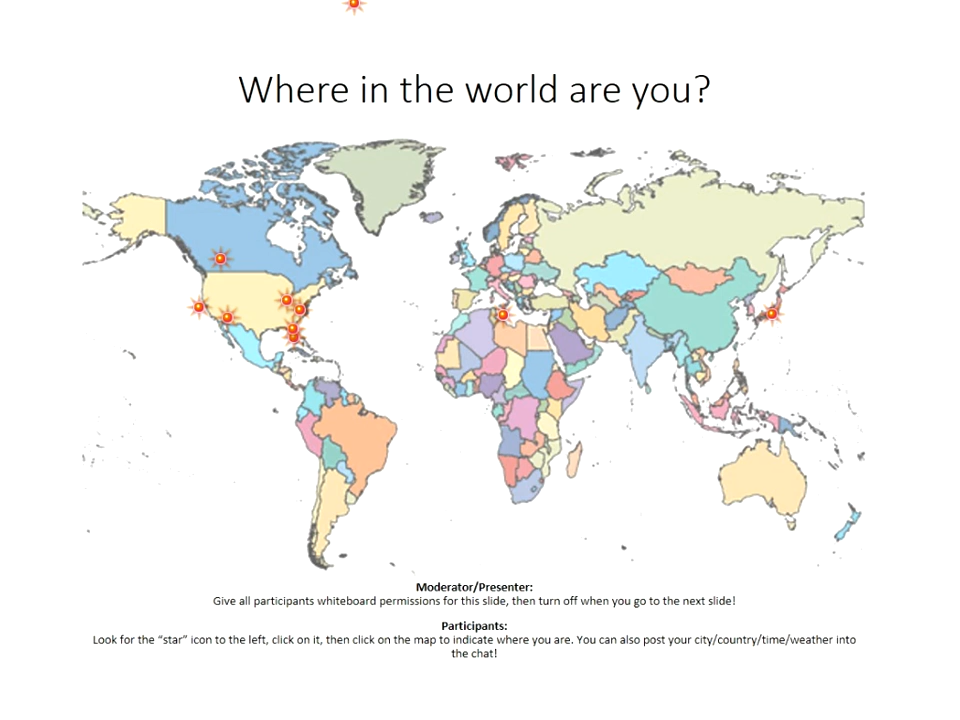 Where in the world are you?
Moderator/Presenter:
Give all participants whiteboard permissions for this slide, then turn off when you go to the next slide!
Participants:
Look for the “star” icon to the left, click on it, then click on the map to indicate where you are. You can also post your city/country/time/weather into
the chat!